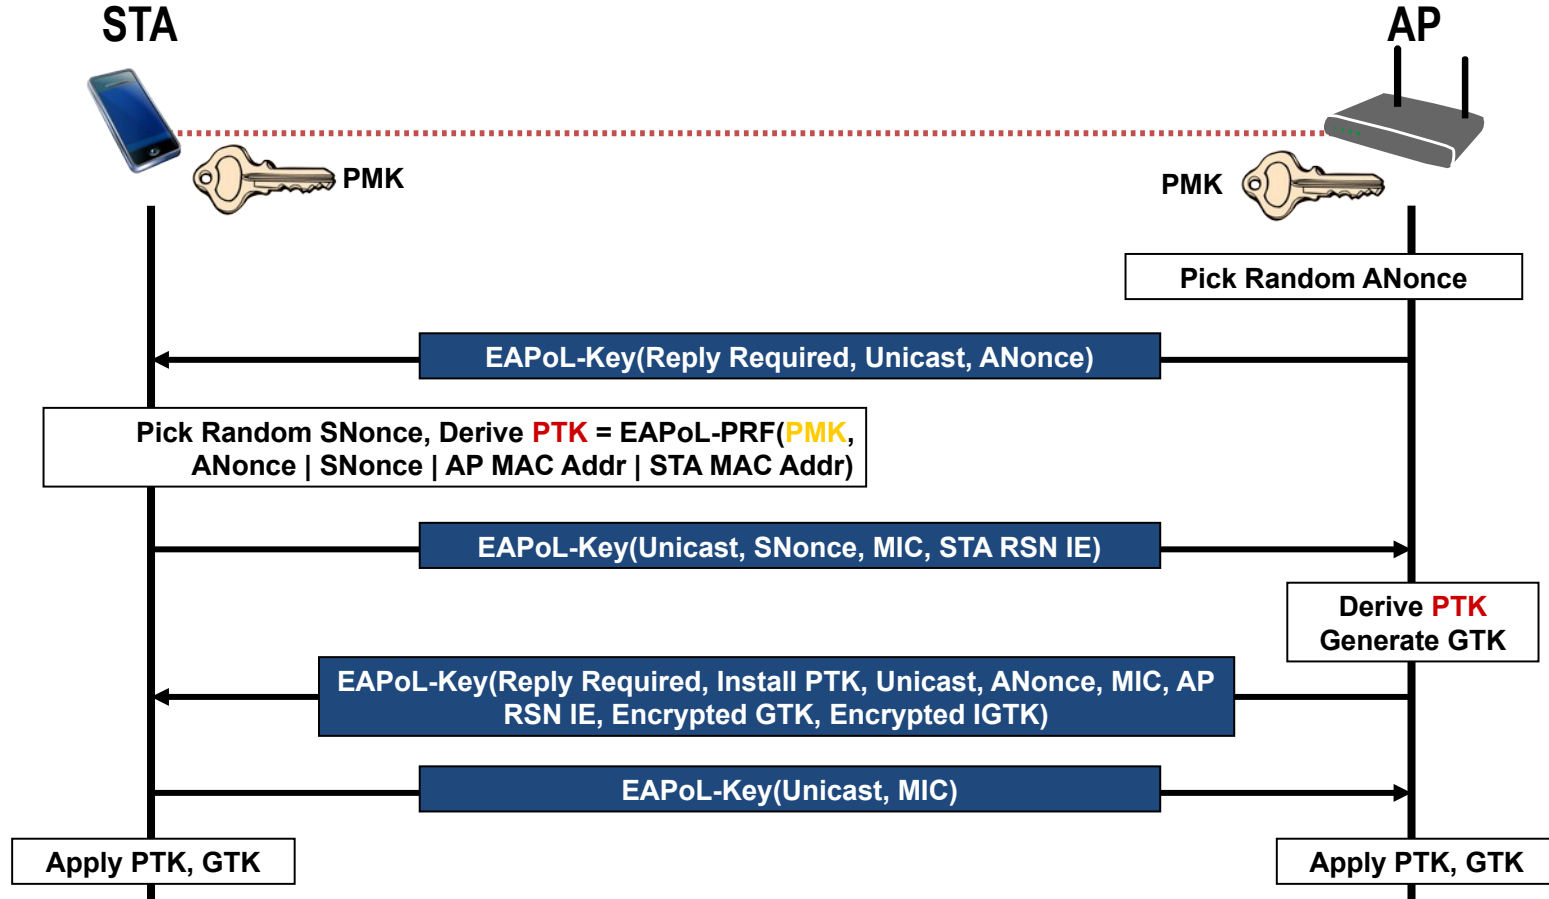 STA
AP
PMK
PMK
Pick Random ANonce
EAPoL-Key(Reply Required, Unicast, ANonce)
Pick Random SNonce, Derive PTK = EAPoL-PRF(PMK,
ANonce | SNonce | AP MAC Addr | STA MAC Addr)
EAPoL-Key(Unicast, SNonce, MIC, STA RSN IE)
Derive PTK
Generate GTK
EAPoL-Key(Reply Required, Install PTK, Unicast, ANonce, MIC, AP
RSN IE, Encrypted GTK, Encrypted IGTK)
EAPoL-Key(Unicast, MIC)
Apply PTK, GTK
Apply PTK, GTK